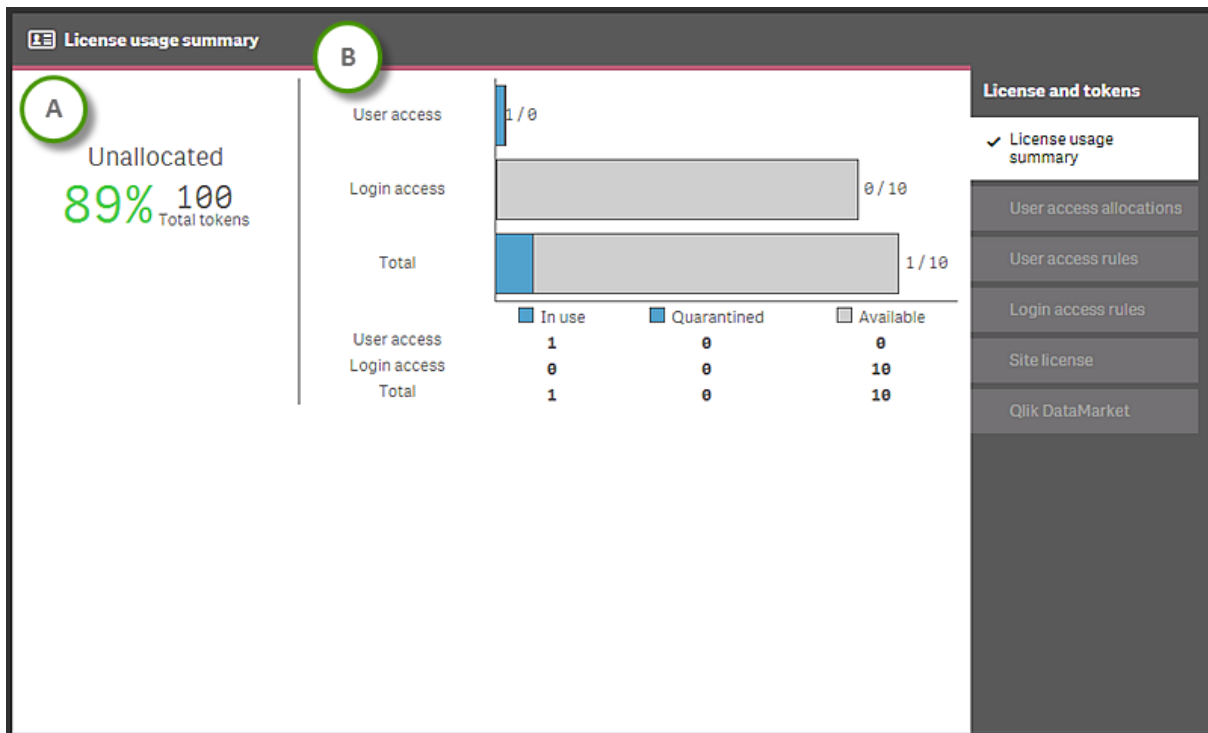 License usage summary
A
B
Unallocated
89% 100
Total tokens
User access 1/0
Login access 0/10
Total 1/10
In use Quarantined Available
User access 1 0 0
Login access 0 0 10
Total 1 0 10
License and tokens
License usage
summary
User access allocations
User access rules
Login access rules
Site license
Qlik DataMarket